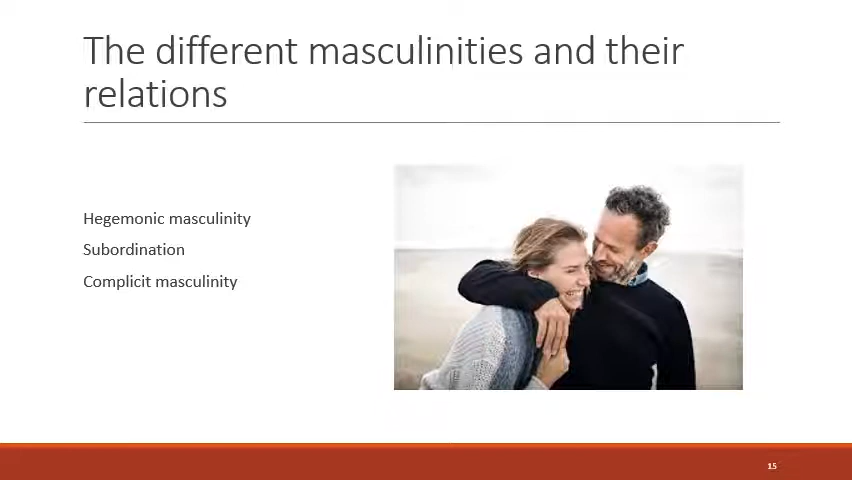 The different masculinities and their
relations
Hegemonic masculinity
Subordination
Complicit masculinity
15